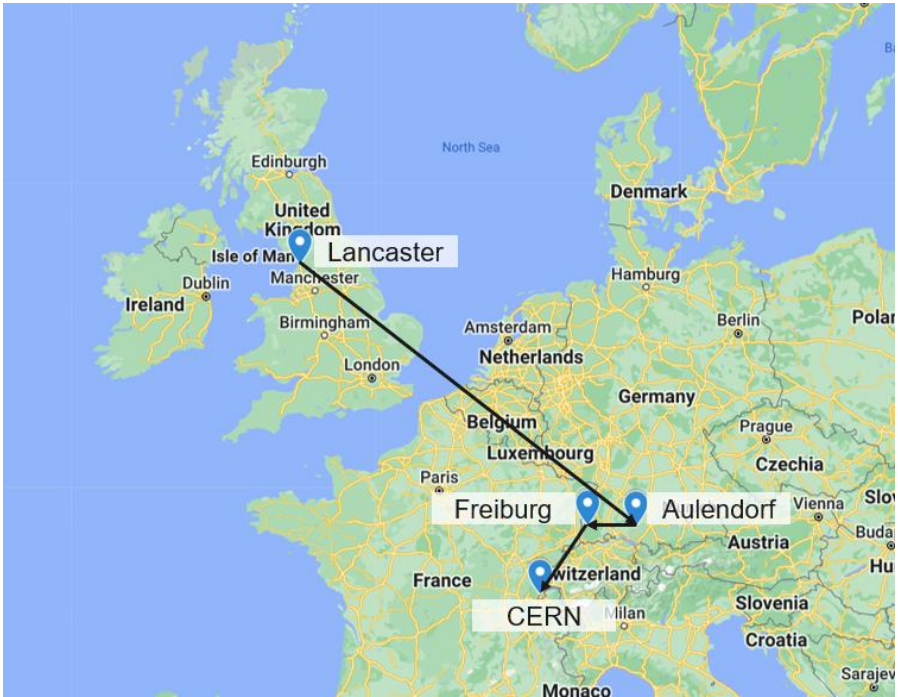 Ba
North Sea
Edinburgh
Denmark
United
Kingdom
Lancaster
Isle of Man
Manchester
Dublin
Hamburg
Ireland
Birmingham
Berlin
Polan
Amsterdam
Netherlands
London
Germany
Belgium
Prague
Luxembourg
Czechia
Paris
Freiburg
Aulendorf
Vienna
Slov
Austria
Buda
Hu
France
Switzerland
CERN
Milan
Slovenia
Croatia
Sarajev
Monaco